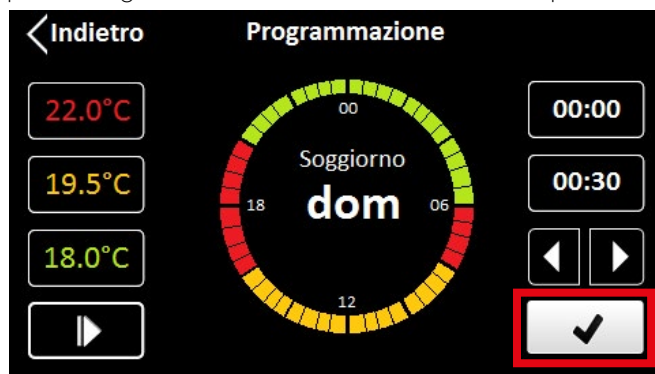 Indietro
Programmazione
22.0°C
19.5°C
18.0°C
00
18
Soggiorno
dom
06
12
00:00
00:30